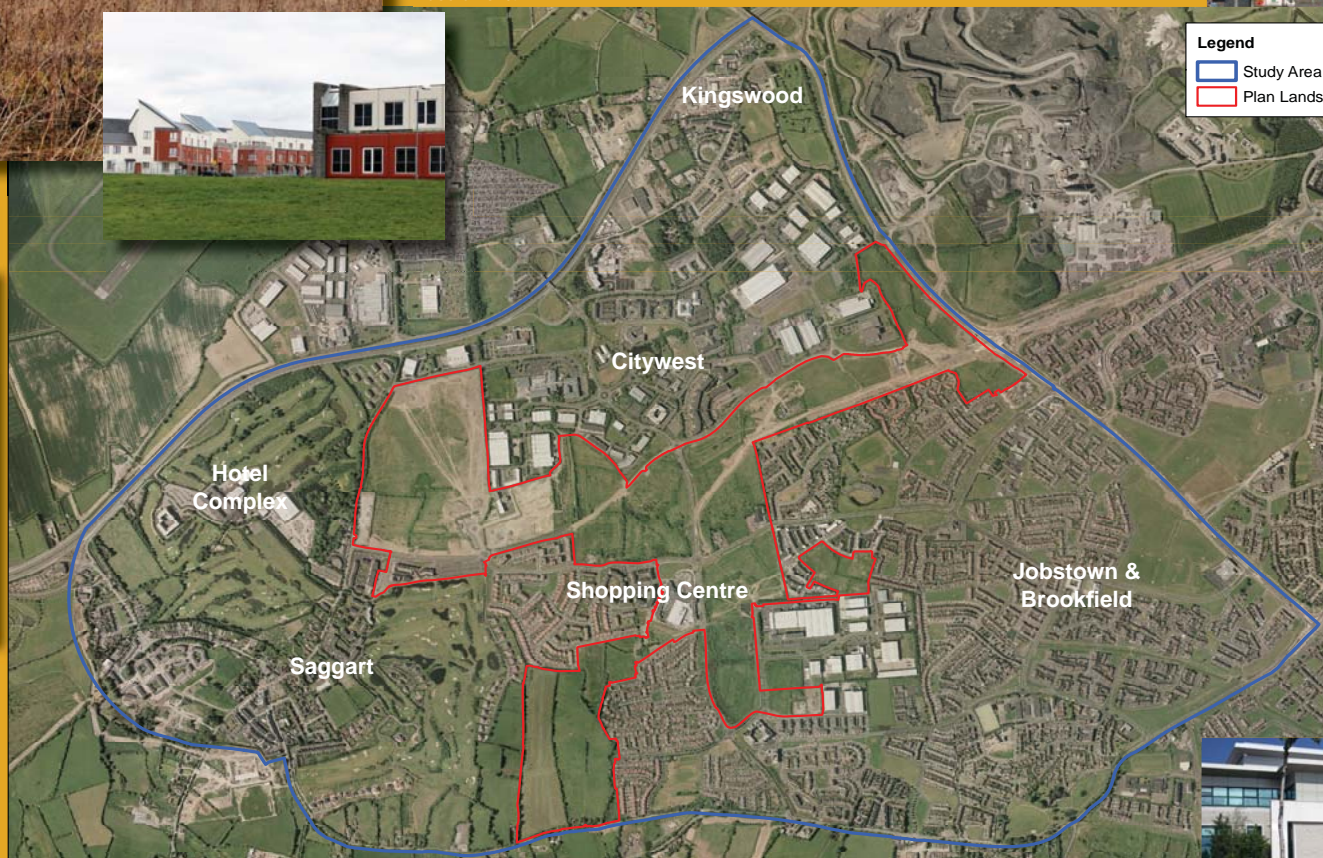 Legend
Study Area
Plan Lands
Kingswood
Citywest
Hotel
Complex
Shopping Centre
Jobstown &
Brookfield
Saggart